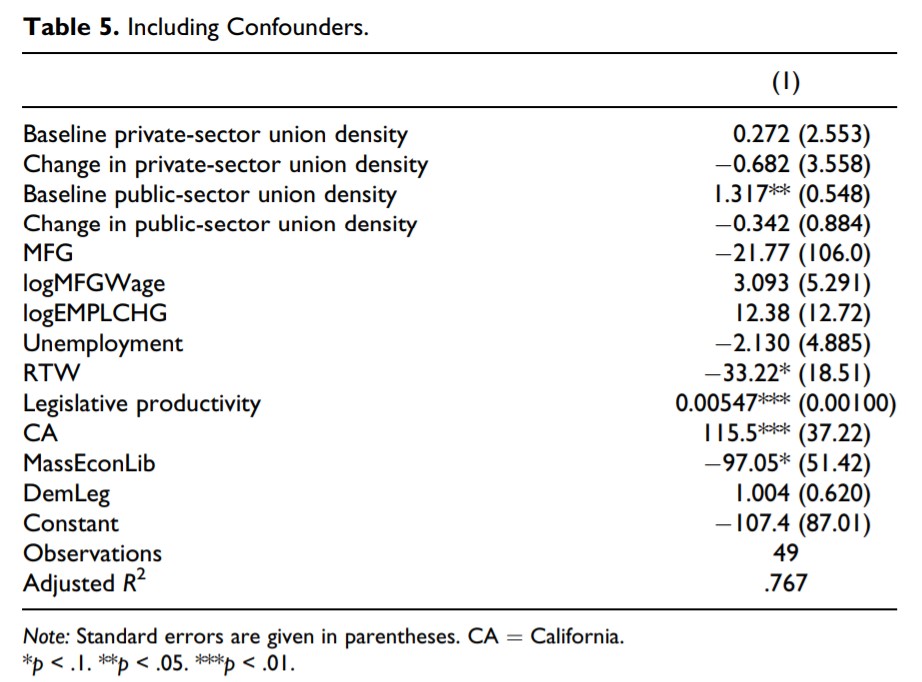 Table 5. Including Confounders.
(1)
Baseline private-sector union density 0.272 (2.553)
Change in private-sector union density −0.682 (3.558)
Baseline public-sector union density 1.317** (0.548)
Change in public-sector union density −0.342 (0.884)
MFG −21.77 (106.0)
logMFGWage 3.093 (5.291)
logEMPLCHG 12.38 (12.72)
Unemployment −2.130 (4.885)
RTW −33.22* (18.51)
Legislative productivity 0.00547*** (0.00100)
CA 115.5*** (37.22)
MassEconLib −97.05* (51.42)
DemLeg 1.004 (0.620)
Constant −107.4 (87.01)
Observations 49
Adjusted R² .767
Note: Standard errors are given in parentheses. CA = California.
*p < .1. **p < .05. ***p < .01.